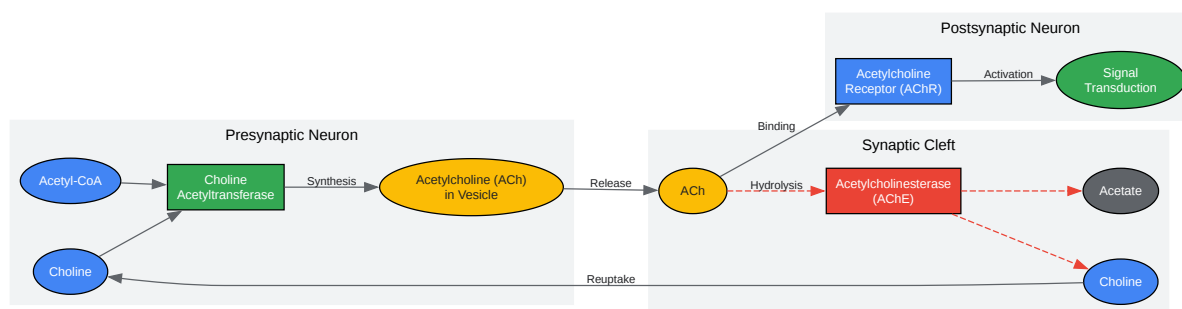 Postsynaptic Neuron
Acetylcholine
Receptor (AChR)
Activation
Signal
Transduction
Binding
Presynaptic Neuron
Acetyl-CoA
Choline
Acetyltransferase
Synthesis
Acetylcholine (ACh)
in Vesicle
Release
Choline
Synaptic Cleft
ACh
Hydrolysis
Acetylcholinesterase
(AChE)
Acetate
Choline
Reuptake